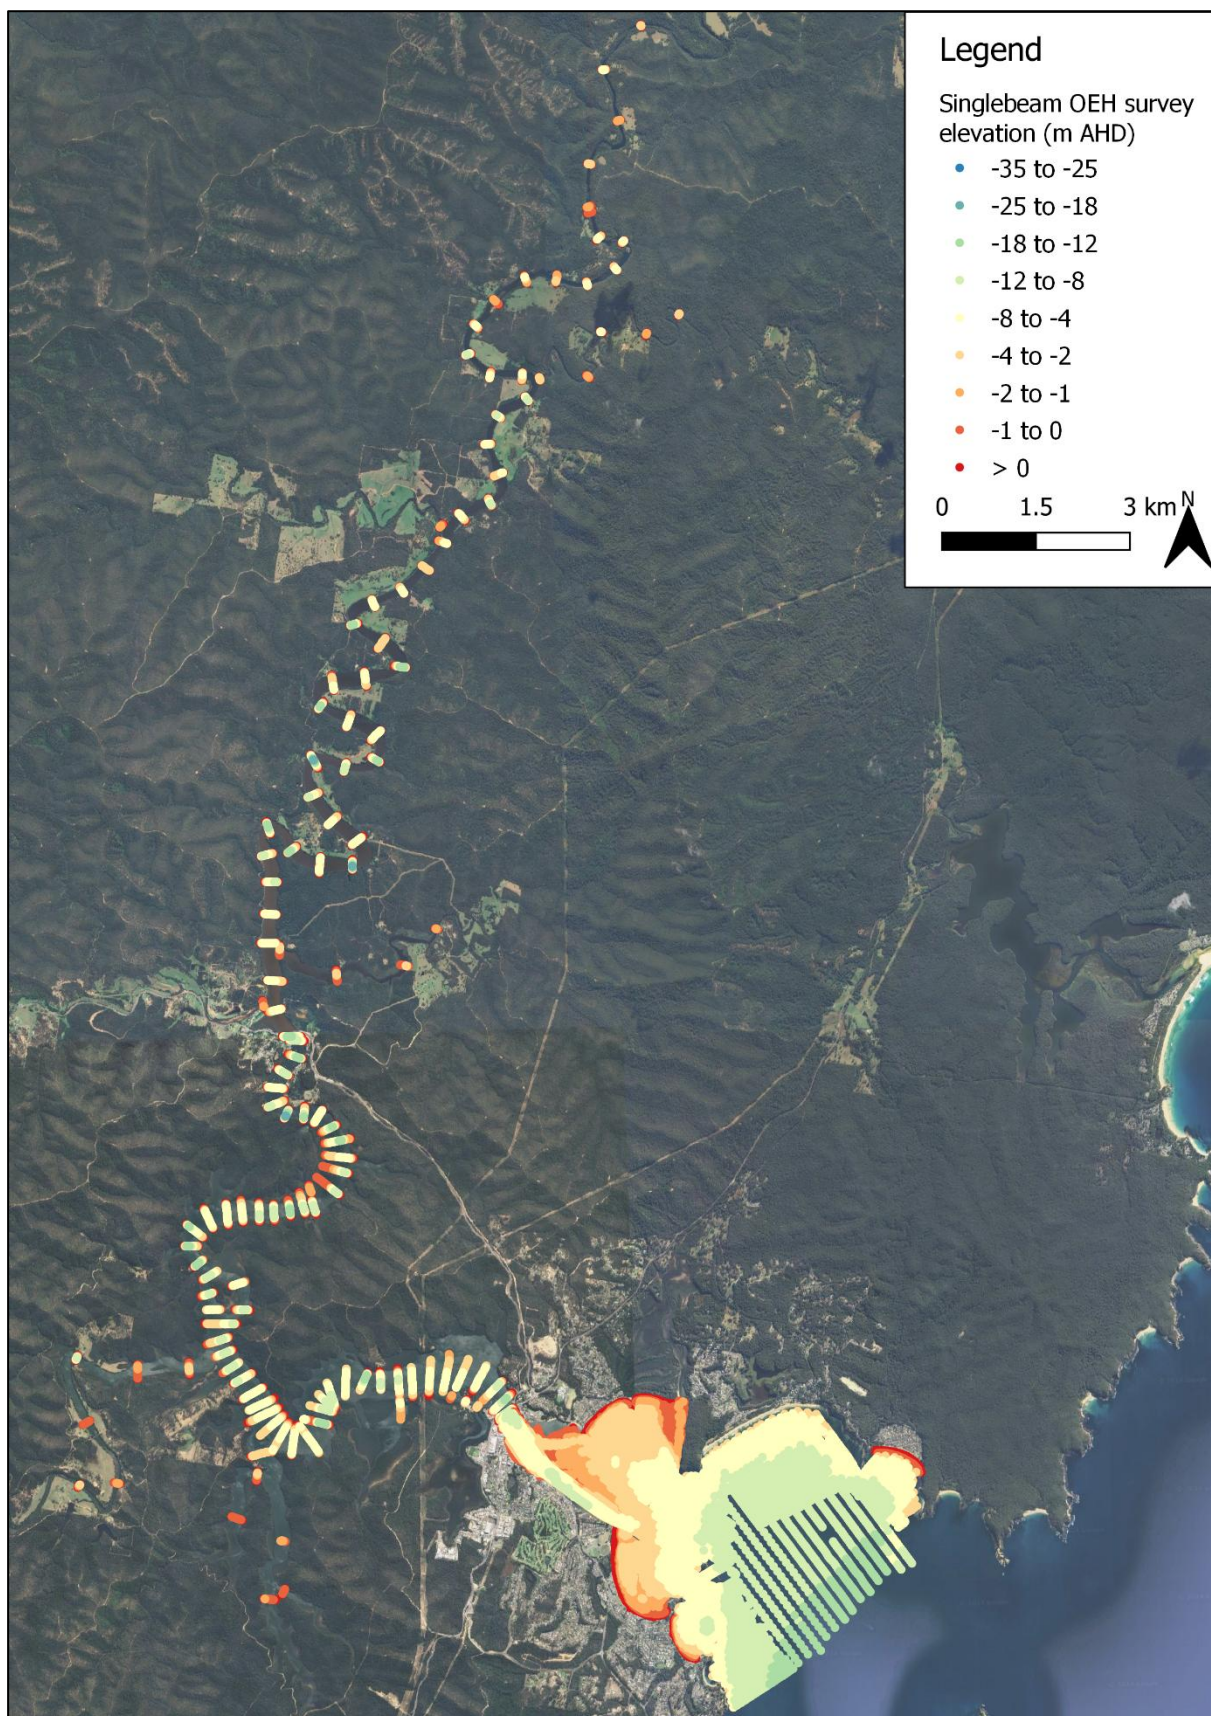 Legend
Singlebeam OEH survey
elevation (m AHD)
-35 to -25
-25 to -18
-18 to -12
-12 to -8
-8 to -4
-4 to -2
-2 to -1
-1 to 0
> 0
0 1.5 3 km N